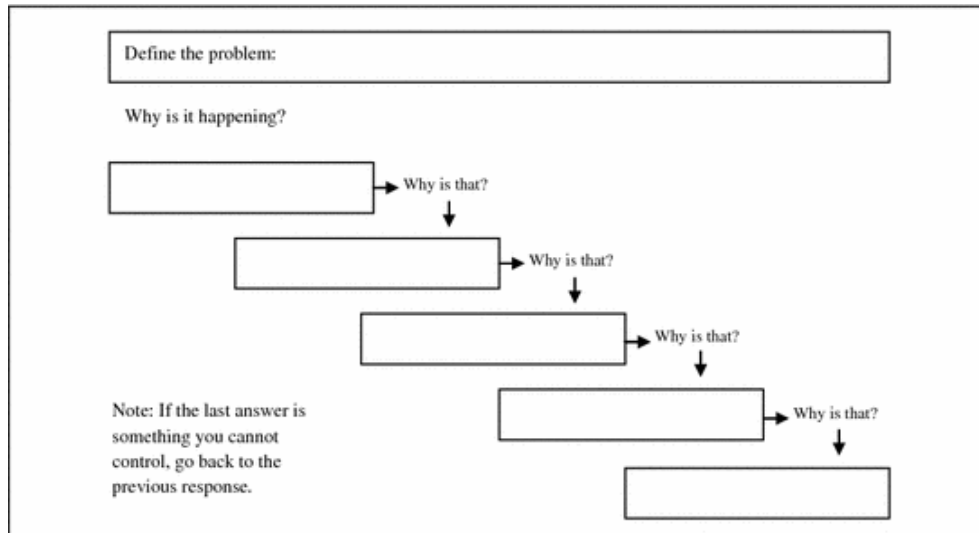 Define the problem:
Why is it happening?
Why is that?
Why is that?
Why is that?
Why is that?
Note: If the last answer is
something you cannot
control, go back to the
previous response.